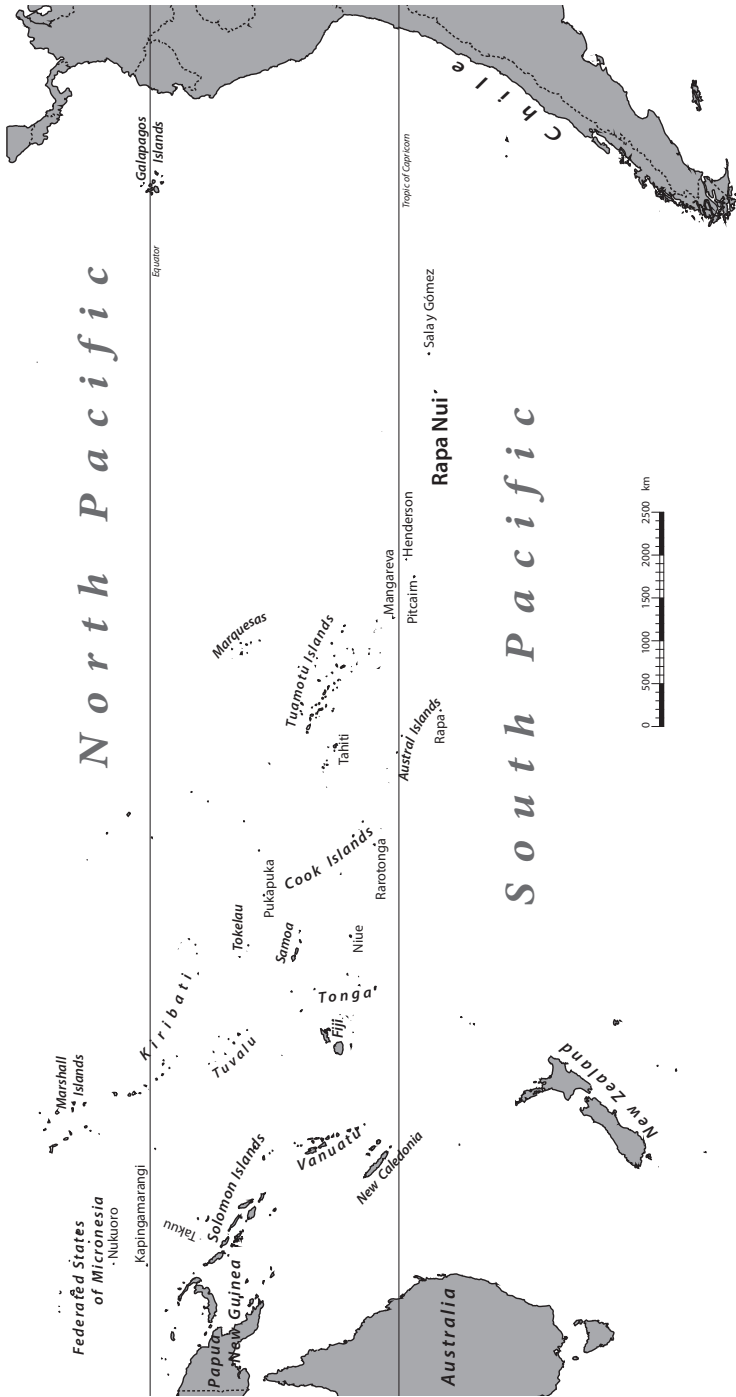 North Pacific
South Pacific
Galapagos
Islands
Equator
Tropic of Capricorn
Chile
Sala y Gómez
Rapa Nui
Henderson
Pitcairn
Mangareva
Marquesas
Tuamotu Islands
Tahiti
Austral Islands
Rapa
Cook Islands
Pukapuka
Rarotonga
Tokelau
Samoa
Niue
Tonga
Fiji
Kiribati
Tuvalu
Marshall
Islands
Vanuatu
New Caledonia
Solomon Islands
Takuu
Kapingamarangi
Nukuoro
Federated States
of Micronesia
Papua
New Guinea
Australia
New Zealand
0 500 1000 1500 2000 2500 km